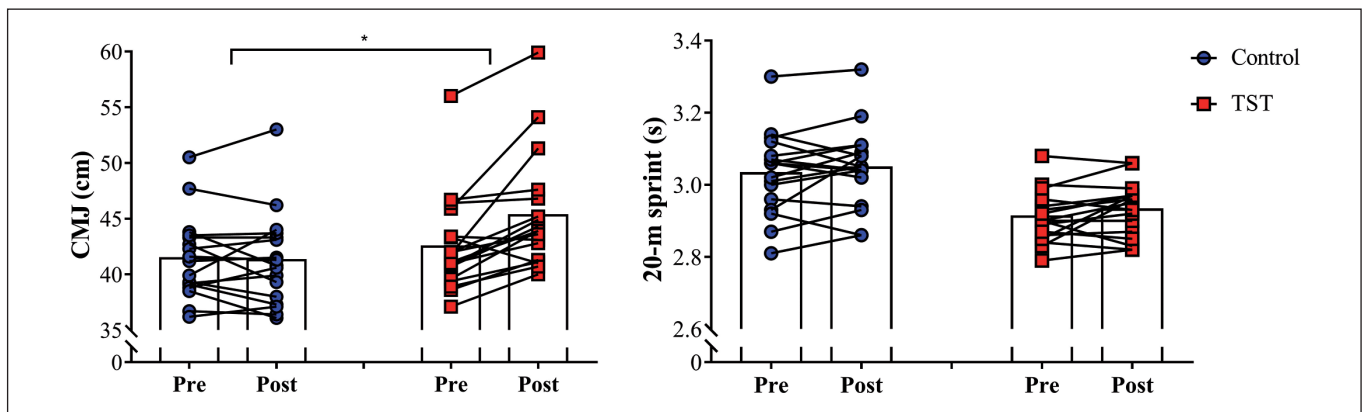 *
CMJ (cm)
60
55
50
45
40
35
0
Pre
Post
Pre
Post
20-m sprint (s)
3.4
3.2
3.0
2.8
2.6
0
Pre
Post
Pre
Post
Control
TST